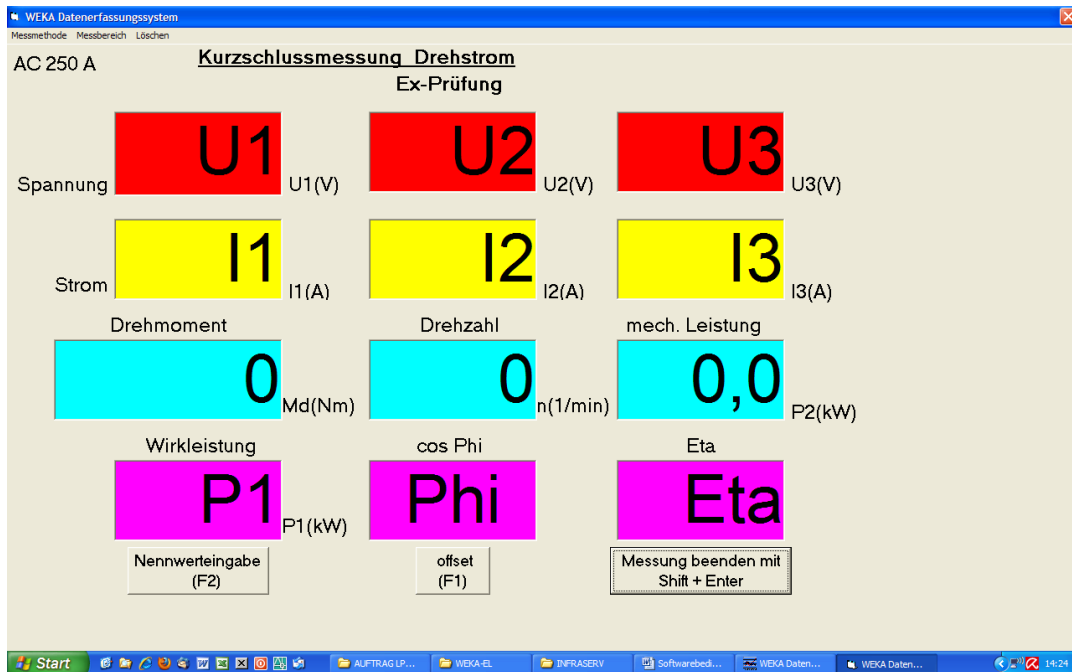 WEKA Datenerfassungssystem
Messmethode Messbereich Löschen
AC 250 A
Kurzschlussmessung Drehstrom
Ex-Prüfung
Spannung U1 U1(V) U2 U2(V) U3 U3(V)
Strom I1 I1(A) I2 I2(A) I3 I3(A)
Drehmoment Drehzahl mech. Leistung
0 Md(Nm) 0 n(1/min) 0,0 P2(kW)
Wirkleistung cos Phi Eta
P1 P1(kW) Phi Eta
Nennwerteingabe
(F2)
offset
(F1)
Messung beenden mit
Shift + Enter
Start AUFTRAG LP... WEKA-EL INFRASERV Softwarebedi... WEKA Daten... WEKA Daten... 14:24